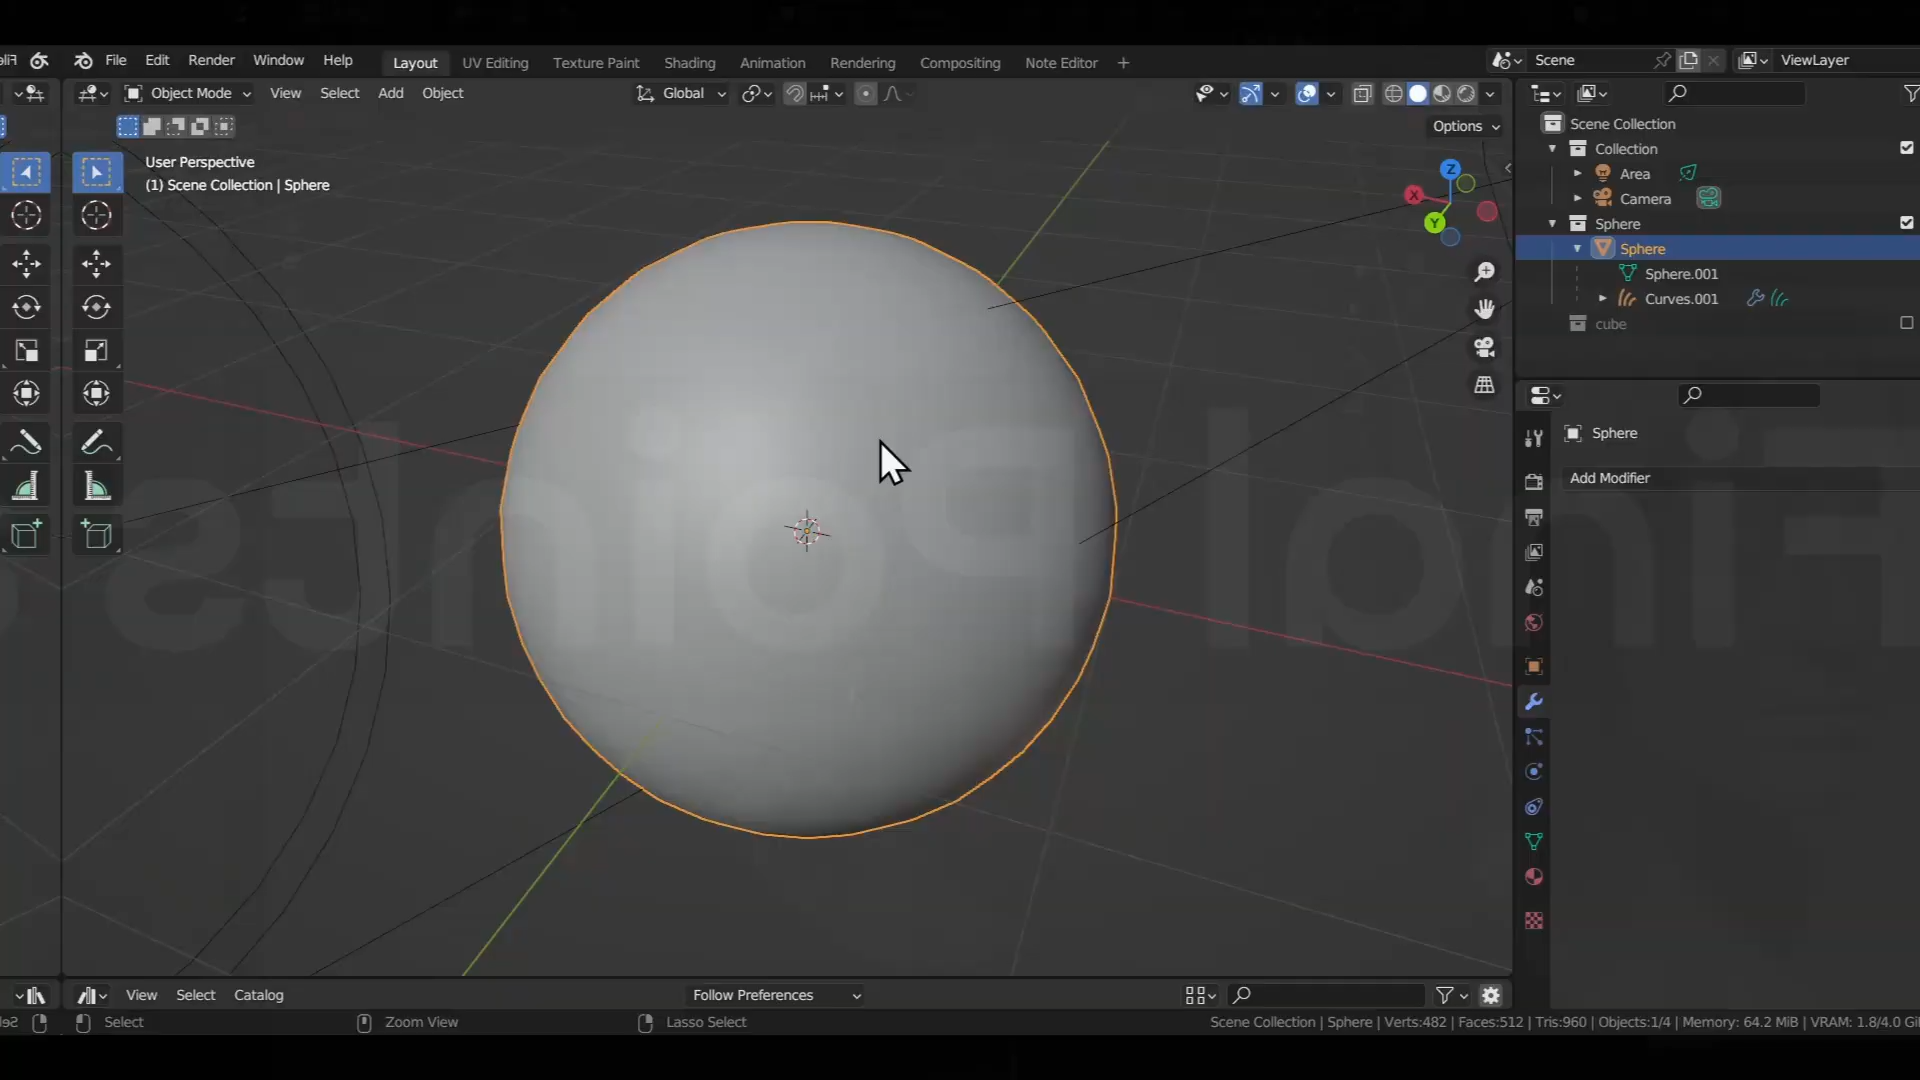 File Edit Render Window Help Layout UV Editing Texture Paint Shading Animation Rendering Compositing Note Editor + Scene ViewLayer
Object Mode View Select Add Object Global
Options
User Perspective
(1) Scene Collection | Sphere
Z
X
Y
Scene Collection
Collection
Area
Camera
Sphere
Sphere
Sphere.001
Curves.001
cube
Sphere
Add Modifier
Final Points
View Select Catalog Follow Preferences
Select Zoom View Lasso Select Scene Collection | Sphere | Verts:482 | Faces:512 | Tris:960 | Objects:1/4 | Memory: 64.2 MiB | VRAM: 1.8/4.0